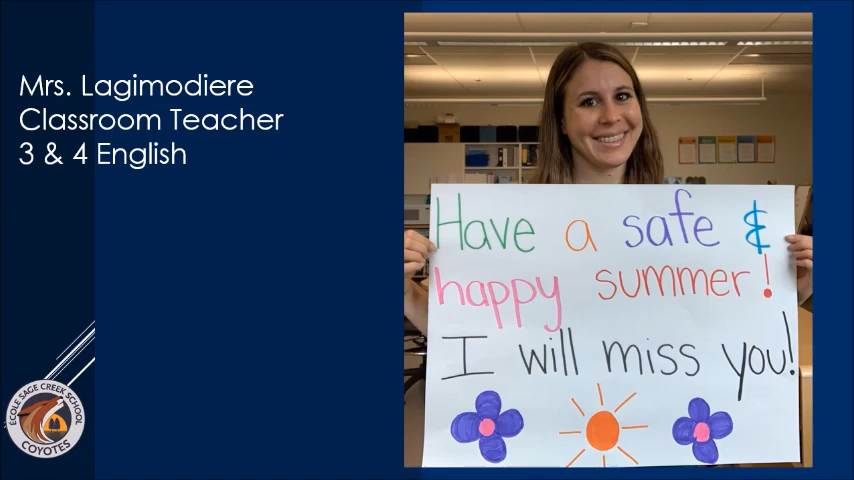 Mrs. Lagimodiere
Classroom Teacher
3 & 4 English
Have a safe &
happy summer!
I will miss you!
ÉCOLE SAGE CREEK SCHOOL
COYOTES